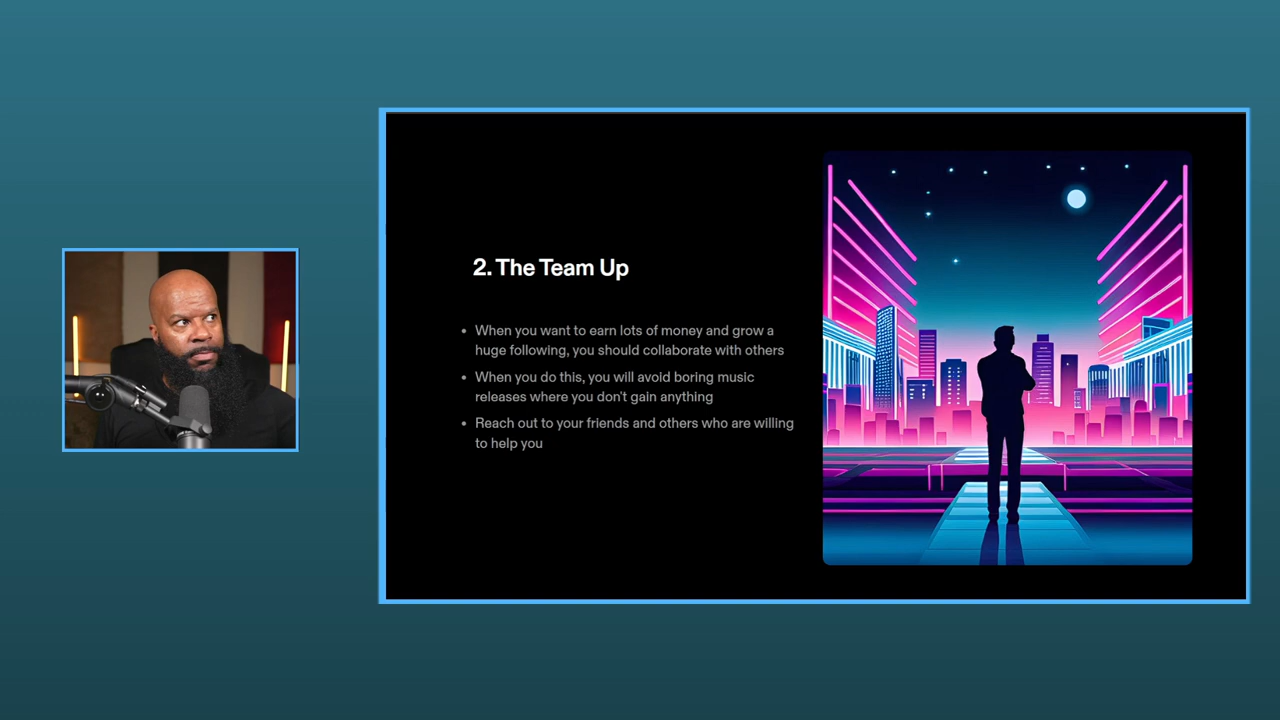 2. The Team Up
• When you want to earn lots of money and grow a
huge following, you should collaborate with others
• When you do this, you will avoid boring music
releases where you don't gain anything
• Reach out to your friends and others who are willing
to help you